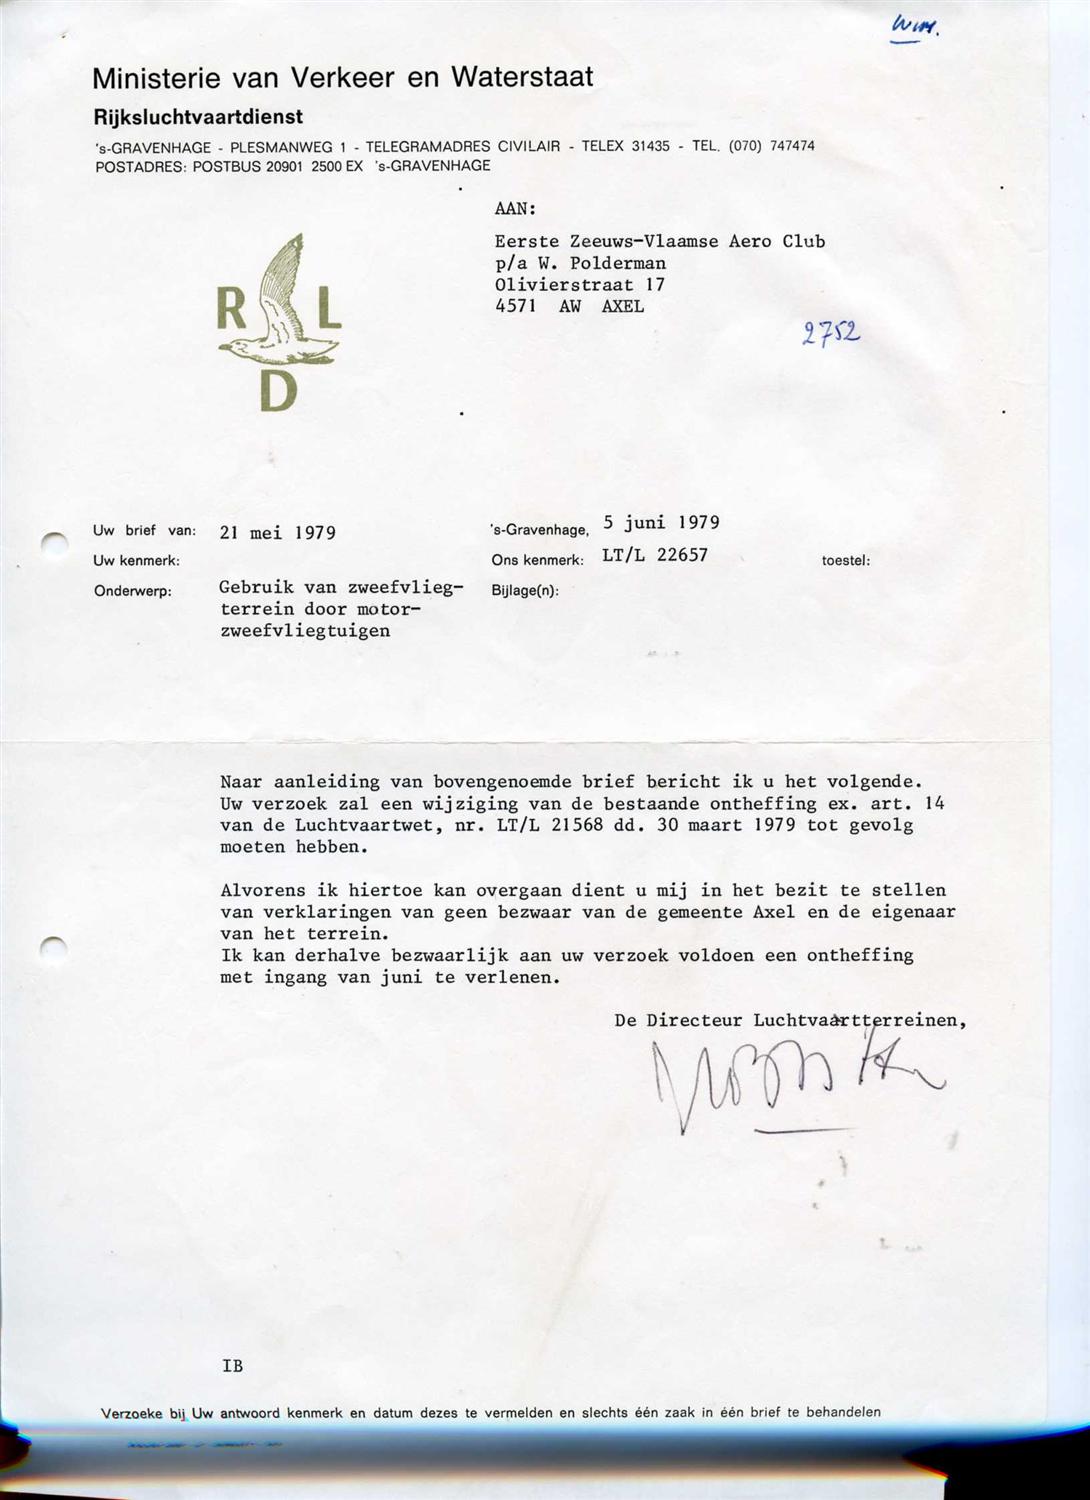 Wim.
Ministerie van Verkeer en Waterstaat
Rijksluchtvaartdienst
's-GRAVENHAGE - PLESMANWEG 1 - TELEGRAMADRES CIVILAIR - TELEX 31435 - TEL. (070) 747474
POSTADRES: POSTBUS 20901 2500 EX 's-GRAVENHAGE
AAN:
Eerste Zeeuws-Vlaamse Aero Club
p/a W. Polderman
Olivierstraat 17
4571 AW AXEL
2752
R L
D
Uw brief van: 21 mei 1979
's-Gravenhage, 5 juni 1979
Uw kenmerk:
Ons kenmerk: LT/L 22657
toestel:
Onderwerp: Gebruik van zweefvlieg-
terrein door motor-
zweefvliegtuigen
Bijlage(n):
Naar aanleiding van bovengenoemde brief bericht ik u het volgende.
Uw verzoek zal een wijziging van de bestaande ontheffing ex. art. 14
van de Luchtvaartwet, nr. LT/L 21568 dd. 30 maart 1979 tot gevolg
moeten hebben.
Alvorens ik hiertoe kan overgaan dient u mij in het bezit te stellen
van verklaringen van geen bezwaar van de gemeente Axel en de eigenaar
van het terrein.
Ik kan derhalve bezwaarlijk aan uw verzoek voldoen een ontheffing
met ingang van juni te verlenen.
De Directeur Luchtvaartterreinen,
IB
Verzoeke bij Uw antwoord kenmerk en datum dezes te vermelden en slechts één zaak in één brief te behandelen